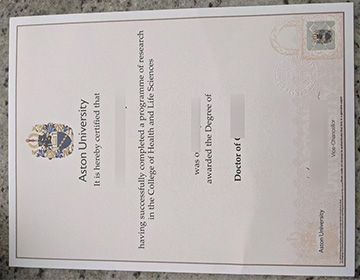 Aston University
It is hereby certified that
having successfully completed a programme of research
in the College of Health and Life Sciences
was
awarded the Degree of
Doctor of
Vice-Chancellor
Aston University